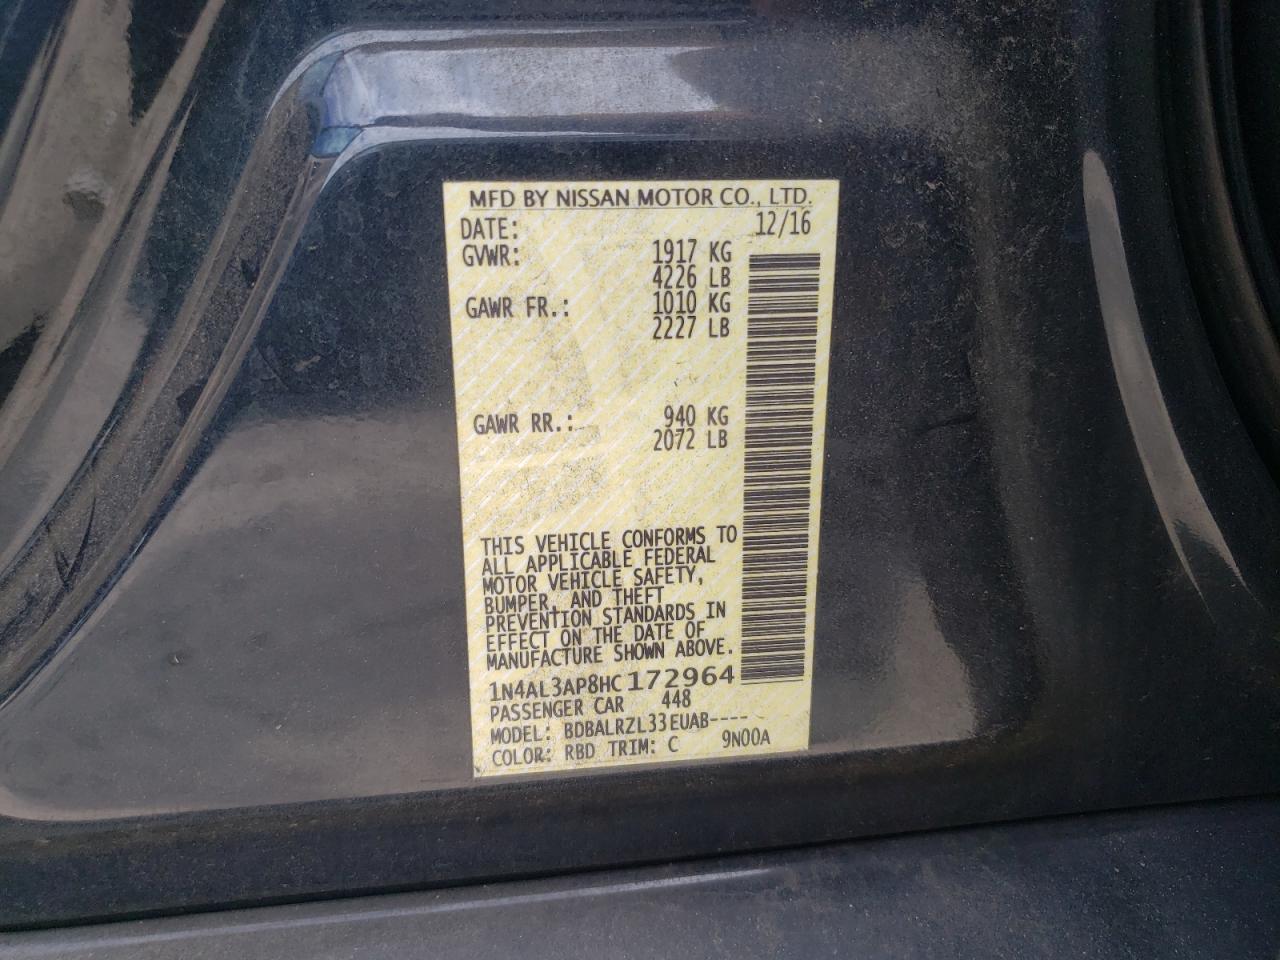 MFD BY NISSAN MOTOR CO., LTD.
DATE: 12/16
GVWR: 1917 KG
4226 LB
GAWR FR.: 1010 KG
2227 LB
GAWR RR.: 940 KG
2072 LB
THIS VEHICLE CONFORMS TO
ALL APPLICABLE FEDERAL
MOTOR VEHICLE SAFETY,
BUMPER, AND THEFT
PREVENTION STANDARDS IN
EFFECT ON THE DATE OF
MANUFACTURE SHOWN ABOVE.
1N4AL3AP8HC172964
PASSENGER CAR 448
MODEL: BDBALRZL33EUAB----
COLOR: RBD TRIM: C 9N00A